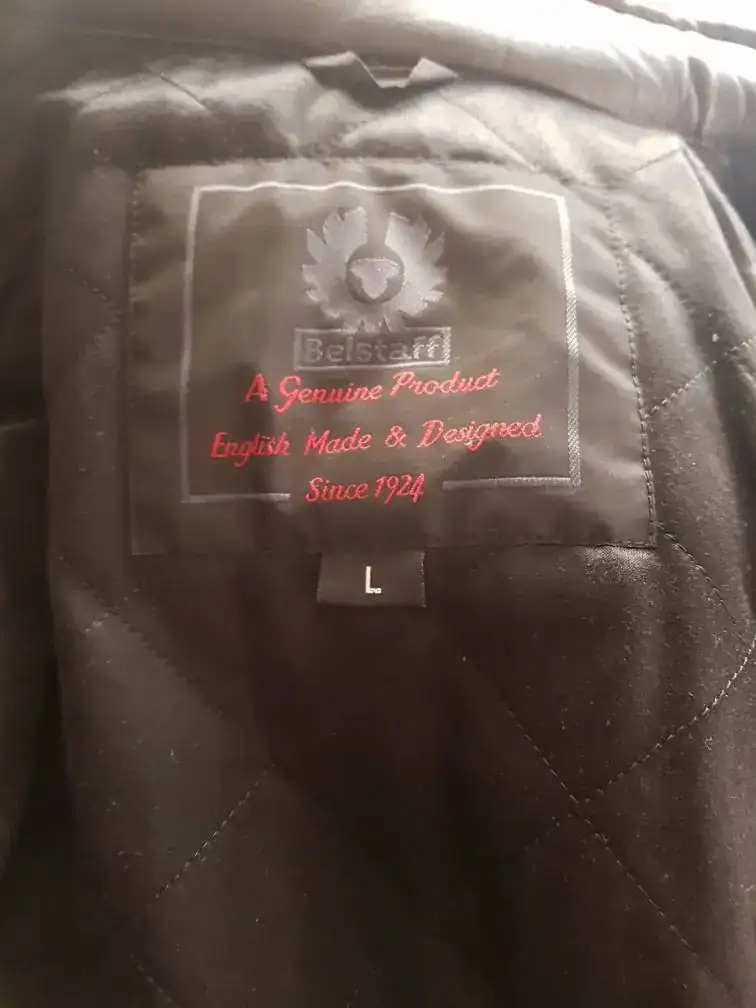 Belstaff
A Genuine Product
English Made & Designed
Since 1924
L